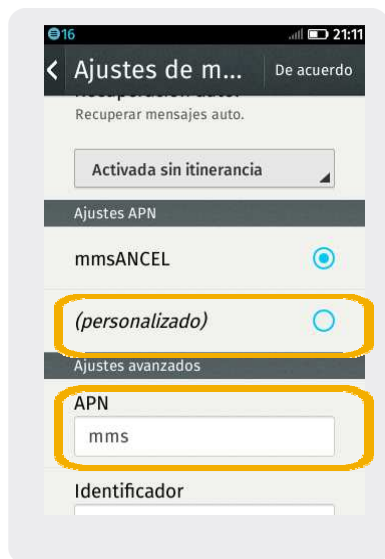 16 21:11
Ajustes de m... De acuerdo
Recuperar mensajes auto.
Activada sin itinerancia
Ajustes APN
mmsANCEL
(personalizado)
Ajustes avanzados
APN
mms
Identificador